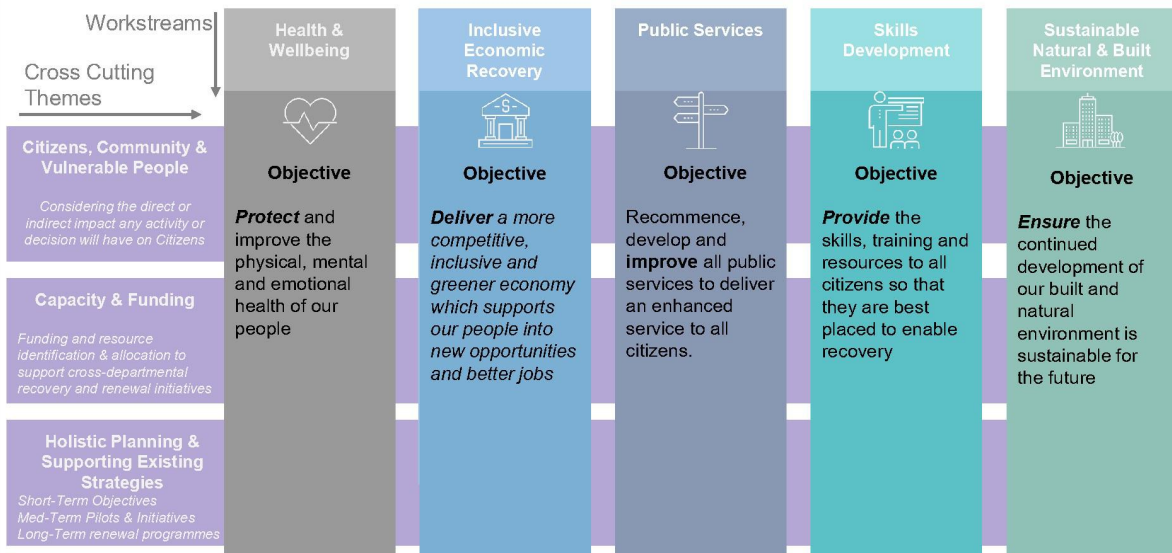 Workstreams
Cross Cutting
Themes
Health &
Wellbeing
Inclusive
Economic
Recovery
Public Services
Skills
Development
Sustainable
Natural & Built
Environment
Citizens, Community &
Vulnerable People
Considering the direct or
indirect impact any activity or
decision will have on Citizens
Capacity & Funding
Funding and resource
identification & allocation to
support cross-departmental
recovery and renewal initiatives
Holistic Planning &
Supporting Existing
Strategies
Short-Term Objectives
Med-Term Pilots & Initiatives
Long-Term renewal programmes
Objective
Protect and
improve the
physical, mental
and emotional
health of our
people
-S-
Objective
Deliver a more
competitive,
inclusive and
greener economy
which supports
our people into
new opportunities
and better jobs
Objective
Recommence,
develop and
improve all public
services to deliver
an enhanced
service to all
citizens.
Objective
Provide the
skills, training and
resources to all
citizens so that
they are best
placed to enable
recovery
Objective
Ensure the
continued
development of
our built and
natural
environment is
sustainable for
the future